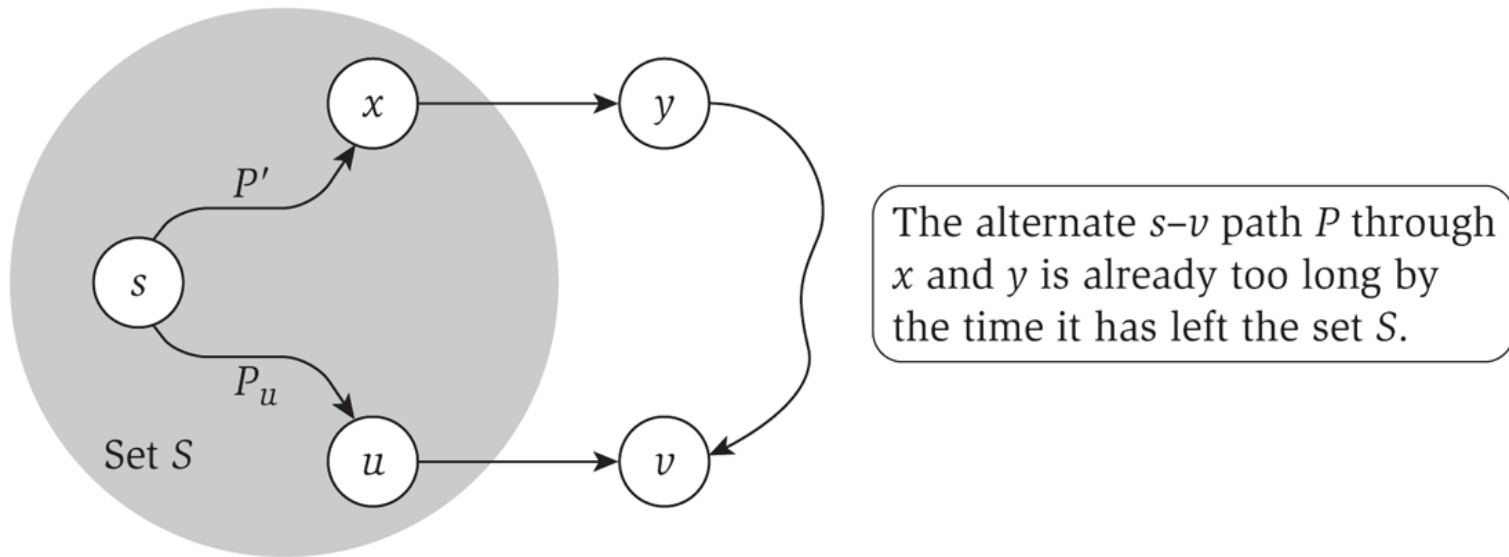 x
y
P′
s
P_u
Set S
u
v
The alternate s–v path P through
x and y is already too long by
the time it has left the set S.